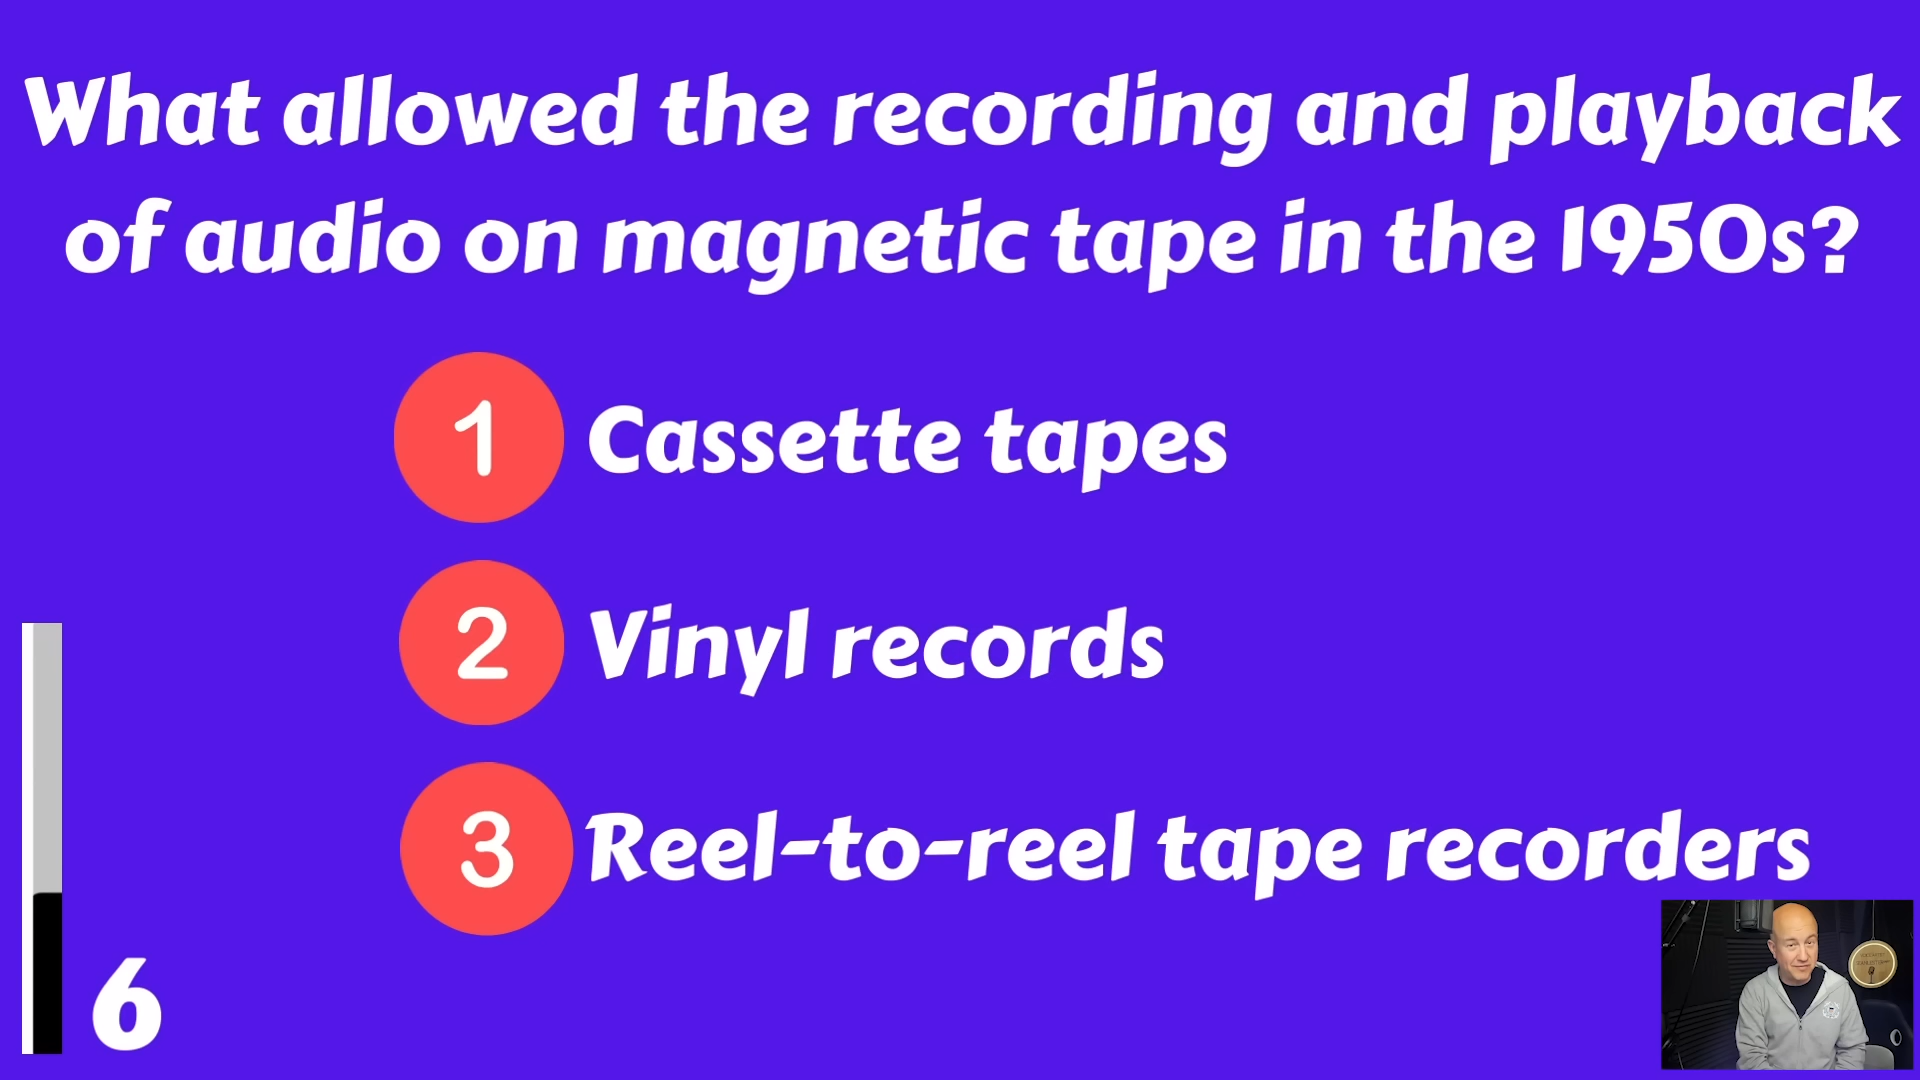 What allowed the recording and playback
of audio on magnetic tape in the 1950s?
1 Cassette tapes
2 Vinyl records
3 Reel-to-reel tape recorders
6